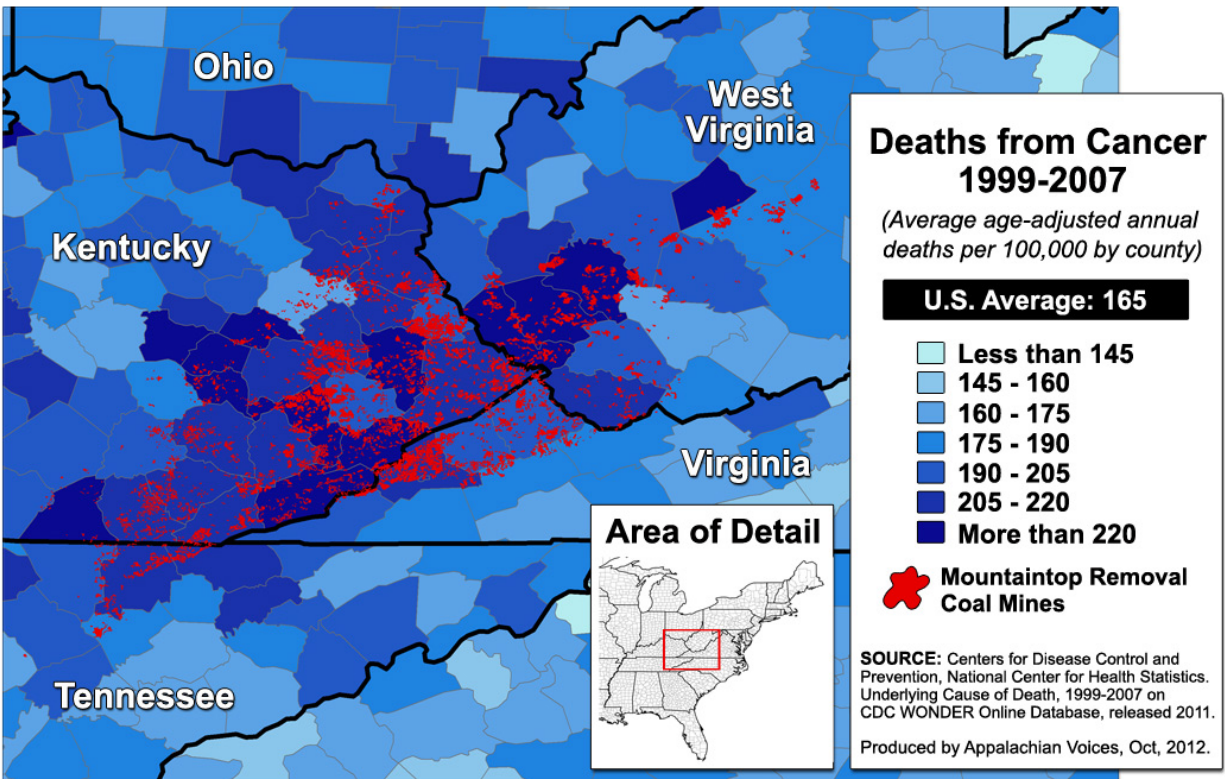 Ohio
West
Virginia
Kentucky
Virginia
Tennessee
Deaths from Cancer
1999-2007
(Average age-adjusted annual
deaths per 100,000 by county)
U.S. Average: 165
Less than 145
145 - 160
160 - 175
175 - 190
190 - 205
205 - 220
More than 220
Mountaintop Removal
Coal Mines
SOURCE: Centers for Disease Control and
Prevention, National Center for Health Statistics.
Underlying Cause of Death, 1999-2007 on
CDC WONDER Online Database, released 2011.
Produced by Appalachian Voices, Oct, 2012.
Area of Detail